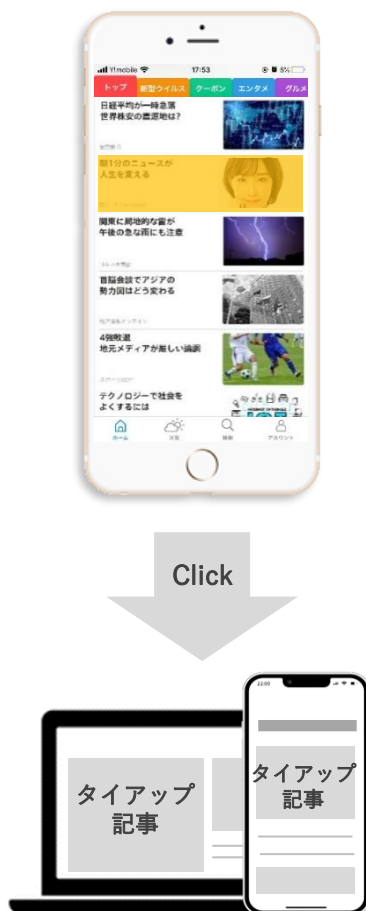 Y!mobile
17:53
5%
トップ 新型ウイルス クーポン エンタメ グルメ
日経平均が一時急落
世界株安の震源地は?
朝1分のニュースが
人生を変える
関東に局地的な雷が
午後の急な雨にも注意
首脳会談でアジアの
勢力図はどう変わる
4強敗退
地元メディアが厳しい論調
テクノロジーで社会を
よくするには
ホーム 天気 検索 アカウント
Click
タイアップ
記事
タイアップ
記事